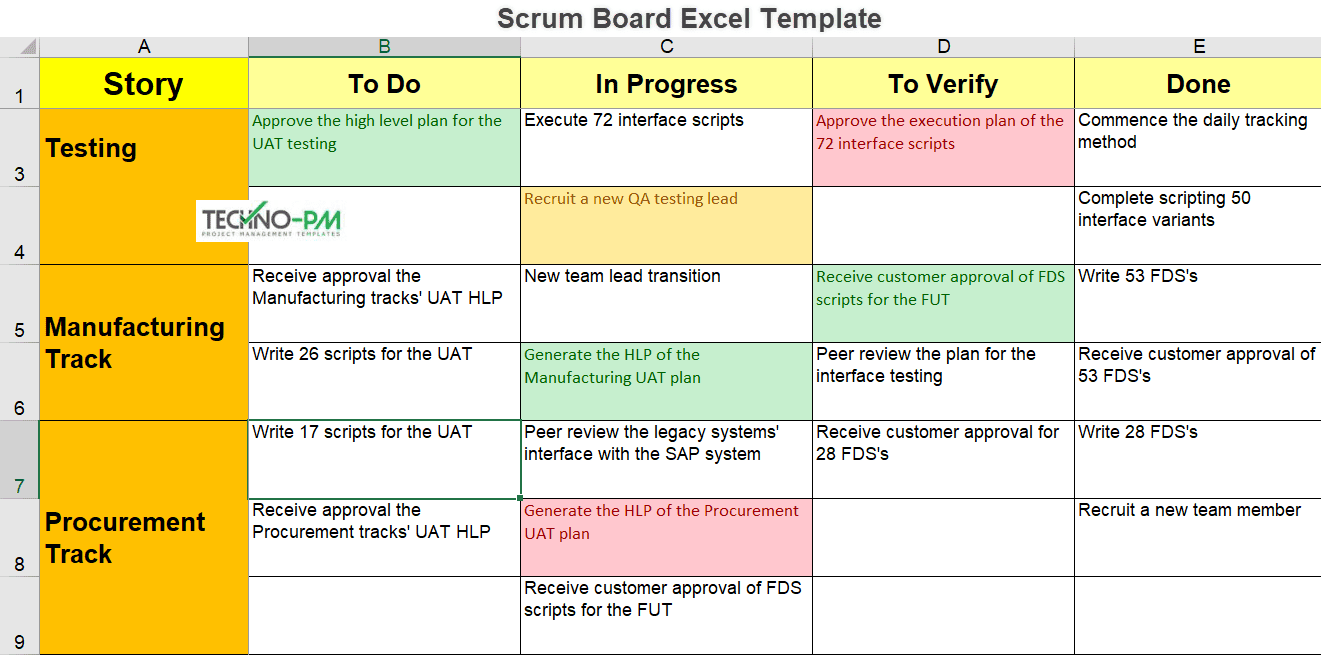 Scrum Board Excel Template
A B C D E
1 Story To Do In Progress To Verify Done
3 Testing
Approve the high level plan for the
UAT testing
Execute 72 interface scripts
Approve the execution plan of the
72 interface scripts
Commence the daily tracking
method
4
TECHNO-PM
PROJECT MANAGEMENT TEMPLATES
Recruit a new QA testing lead
Complete scripting 50
interface variants
5
Manufacturing
Track
Receive approval the
Manufacturing tracks' UAT HLP
New team lead transition
Receive customer approval of FDS
scripts for the FUT
Write 53 FDS's
6
Write 26 scripts for the UAT
Generate the HLP of the
Manufacturing UAT plan
Peer review the plan for the
interface testing
Receive customer approval of
53 FDS's
7
Write 17 scripts for the UAT
Peer review the legacy systems'
interface with the SAP system
Receive customer approval for
28 FDS's
Write 28 FDS's
8
Procurement
Track
Receive approval the
Procurement tracks' UAT HLP
Generate the HLP of the Procurement
UAT plan
Recruit a new team member
9
Receive customer approval of FDS
scripts for the FUT